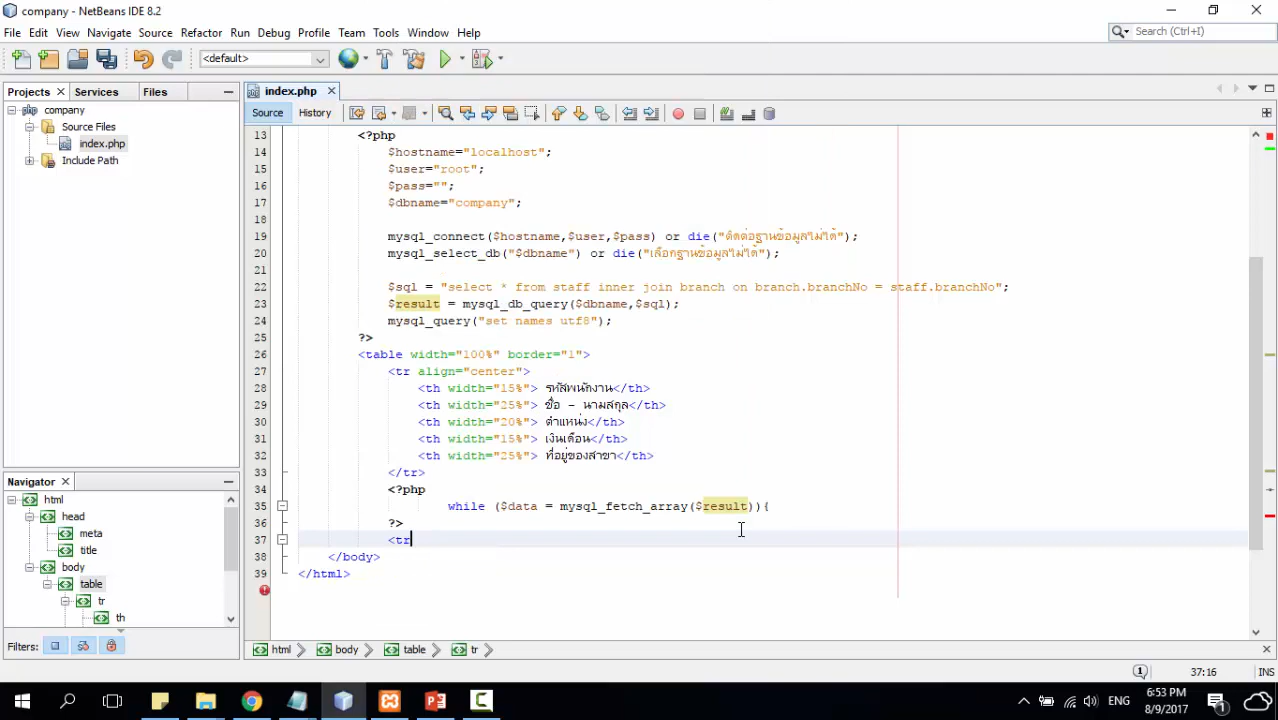 company - NetBeans IDE 8.2
File Edit View Navigate Source Refactor Run Debug Profile Team Tools Window Help
Search (Ctrl+I)
<default>
Projects Services Files
index.php
company
Source Files
index.php
Include Path
Source History
13 <?php
14 $hostname="localhost";
15 $user="root";
16 $pass="";
17 $dbname="company";
18
19 mysql_connect($hostname,$user,$pass) or die("ติดต่อฐานข้อมูลไม่ได้");
20 mysql_select_db("$dbname") or die("เลือกฐานข้อมูลไม่ได้");
21
22 $sql = "select * from staff inner join branch on branch.branchNo = staff.branchNo";
23 $result = mysql_db_query($dbname,$sql);
24 mysql_query("set names utf8");
25 ?>
26 <table width="100%" border="1">
27 <tr align="center">
28 <th width="15%"> รหัสพนักงาน</th>
29 <th width="25%"> ชื่อ - นามสกุล</th>
30 <th width="20%"> ตำแหน่ง</th>
31 <th width="15%"> เงินเดือน</th>
32 <th width="25%"> ที่อยู่ของสาขา</th>
33 </tr>
34 <?php
35 while ($data = mysql_fetch_array($result)){
36 ?>
37 <tr
38 </body>
39 </html>
Navigator
html
head
meta
title
body
table
tr
th
Filters:
html body table tr
1 37:16 INS
ENG
6:53 PM
8/9/2017
1